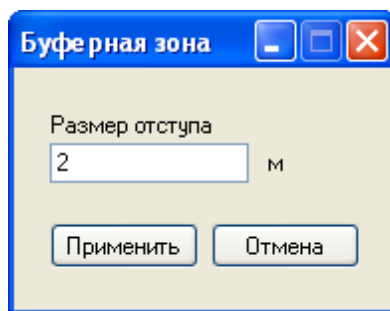 Буферная зона
Размер отступа
2 м
Применить Отмена